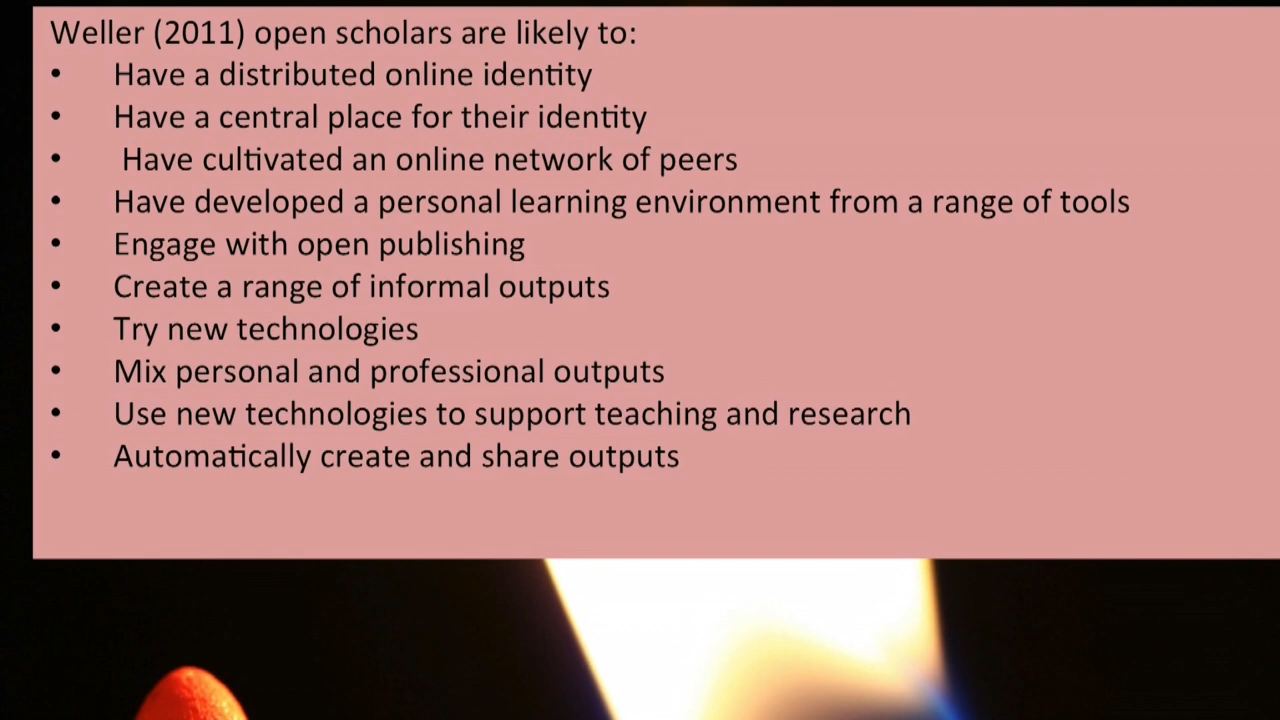 Weller (2011) open scholars are likely to:
• Have a distributed online identity
• Have a central place for their identity
• Have cultivated an online network of peers
• Have developed a personal learning environment from a range of tools
• Engage with open publishing
• Create a range of informal outputs
• Try new technologies
• Mix personal and professional outputs
• Use new technologies to support teaching and research
• Automatically create and share outputs